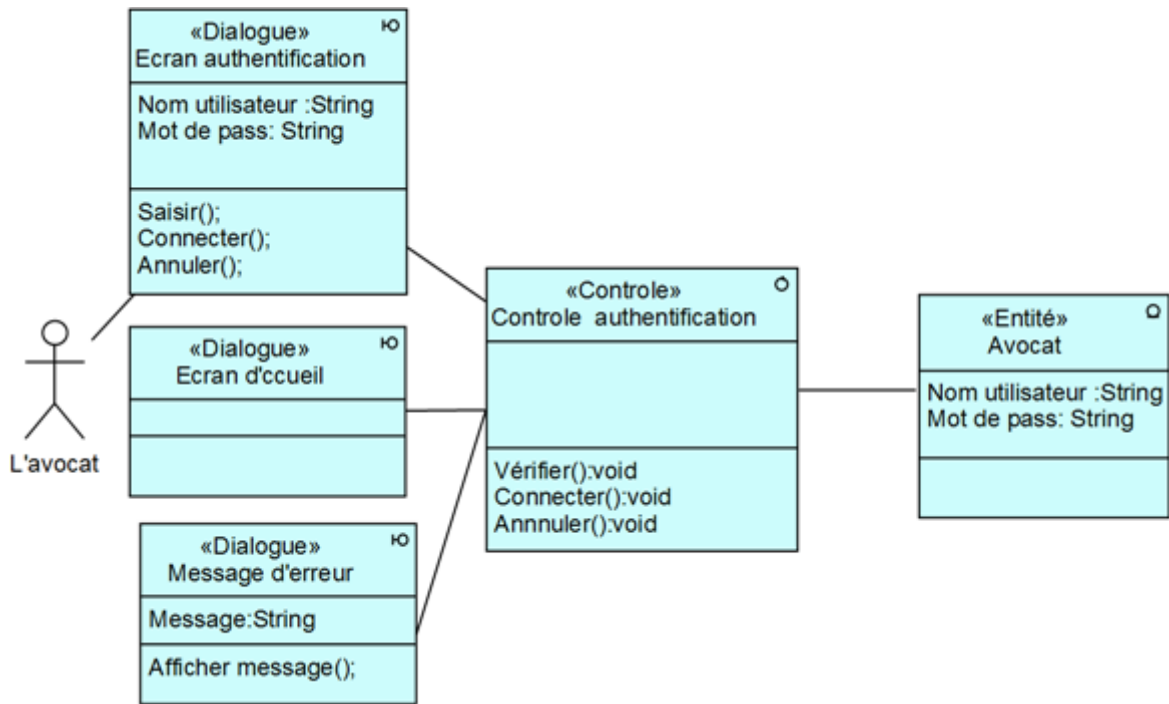 «Dialogue»
Ecran authentification
Nom utilisateur :String
Mot de pass: String
Saisir();
Connecter();
Annuler();
L'avocat
«Dialogue»
Ecran d'ccueil
«Dialogue»
Message d'erreur
Message:String
Afficher message();
«Controle»
Controle authentification
Vérifier():void
Connecter():void
Annnuler():void
«Entité»
Avocat
Nom utilisateur :String
Mot de pass: String